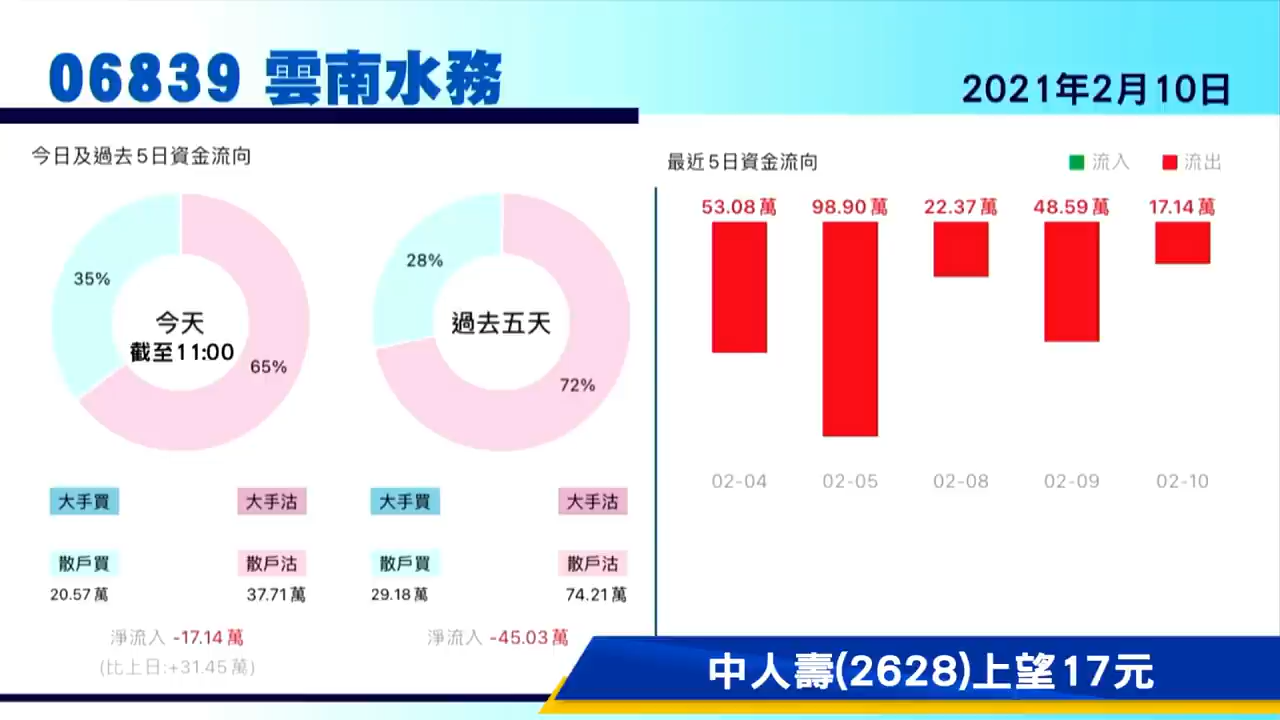 06839 雲南水務
2021年2月10日
今日及過去5日資金流向
35%
65%
今天
截至11:00
28%
72%
過去五天
大手買
大手沽
大手買
大手沽
散戶買
散戶沽
散戶買
散戶沽
20.57萬
37.71萬
29.18萬
74.21萬
淨流入 -17.14萬
淨流入 -45.03萬
(比上日:+31.45萬)
最近5日資金流向
流入
流出
53.08萬
98.90萬
22.37萬
48.59萬
17.14萬
02-04
02-05
02-08
02-09
02-10
中人壽(2628)上望17元